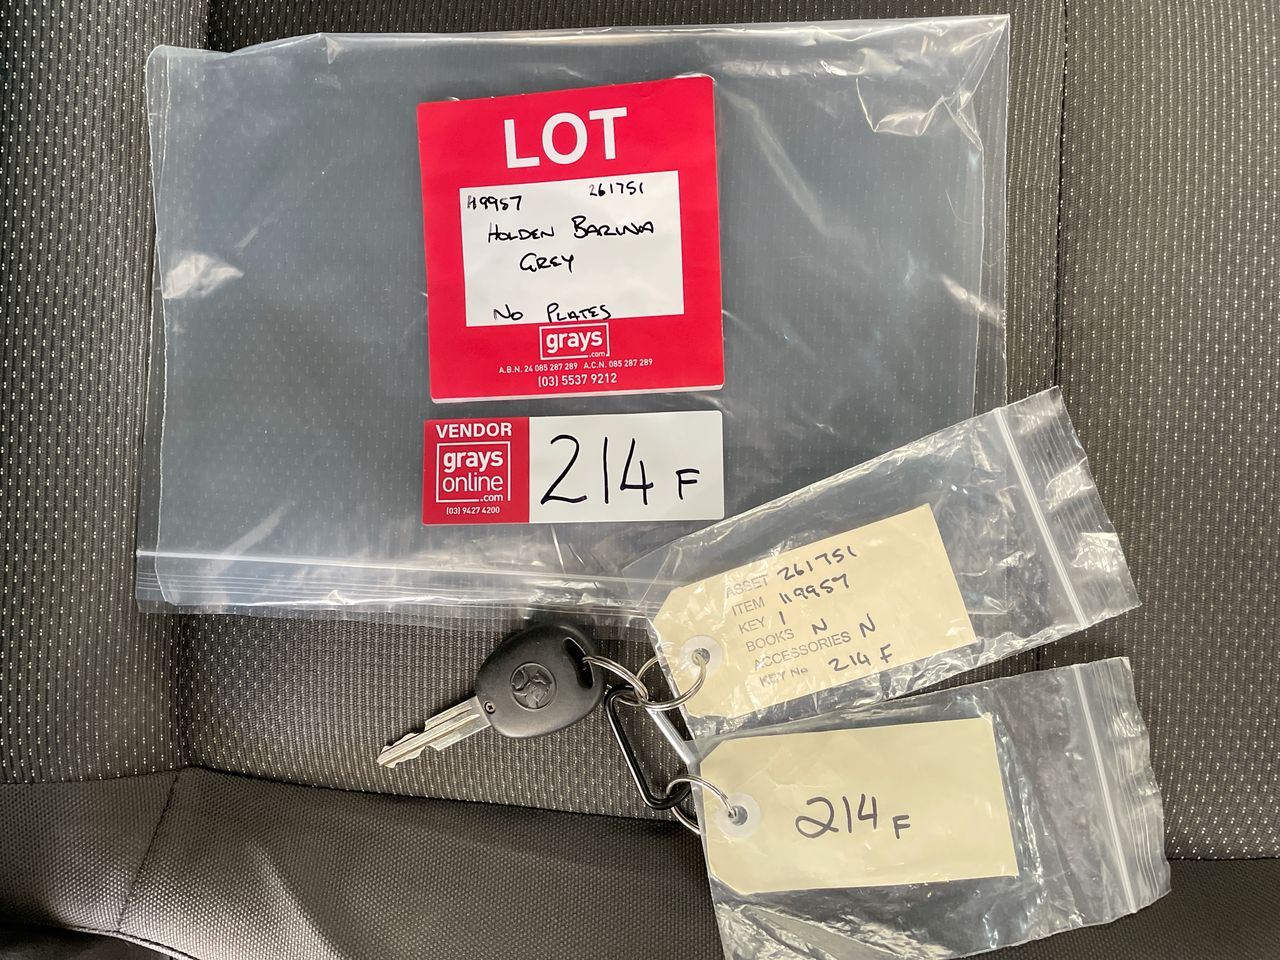 LOT
119957 261751
HOLDEN BARINA
GREY
NO PLATES
grays
.com
A.B.N. 24 085 287 289 A.C.N. 085 287 289
(03) 5537 9212
VENDOR
grays
online
.com
(03) 9427 4200
214 F
ASSET 261751
ITEM 119957
KEY 1
BOOKS N
ACCESSORIES N
KEY No 214 F
214 F